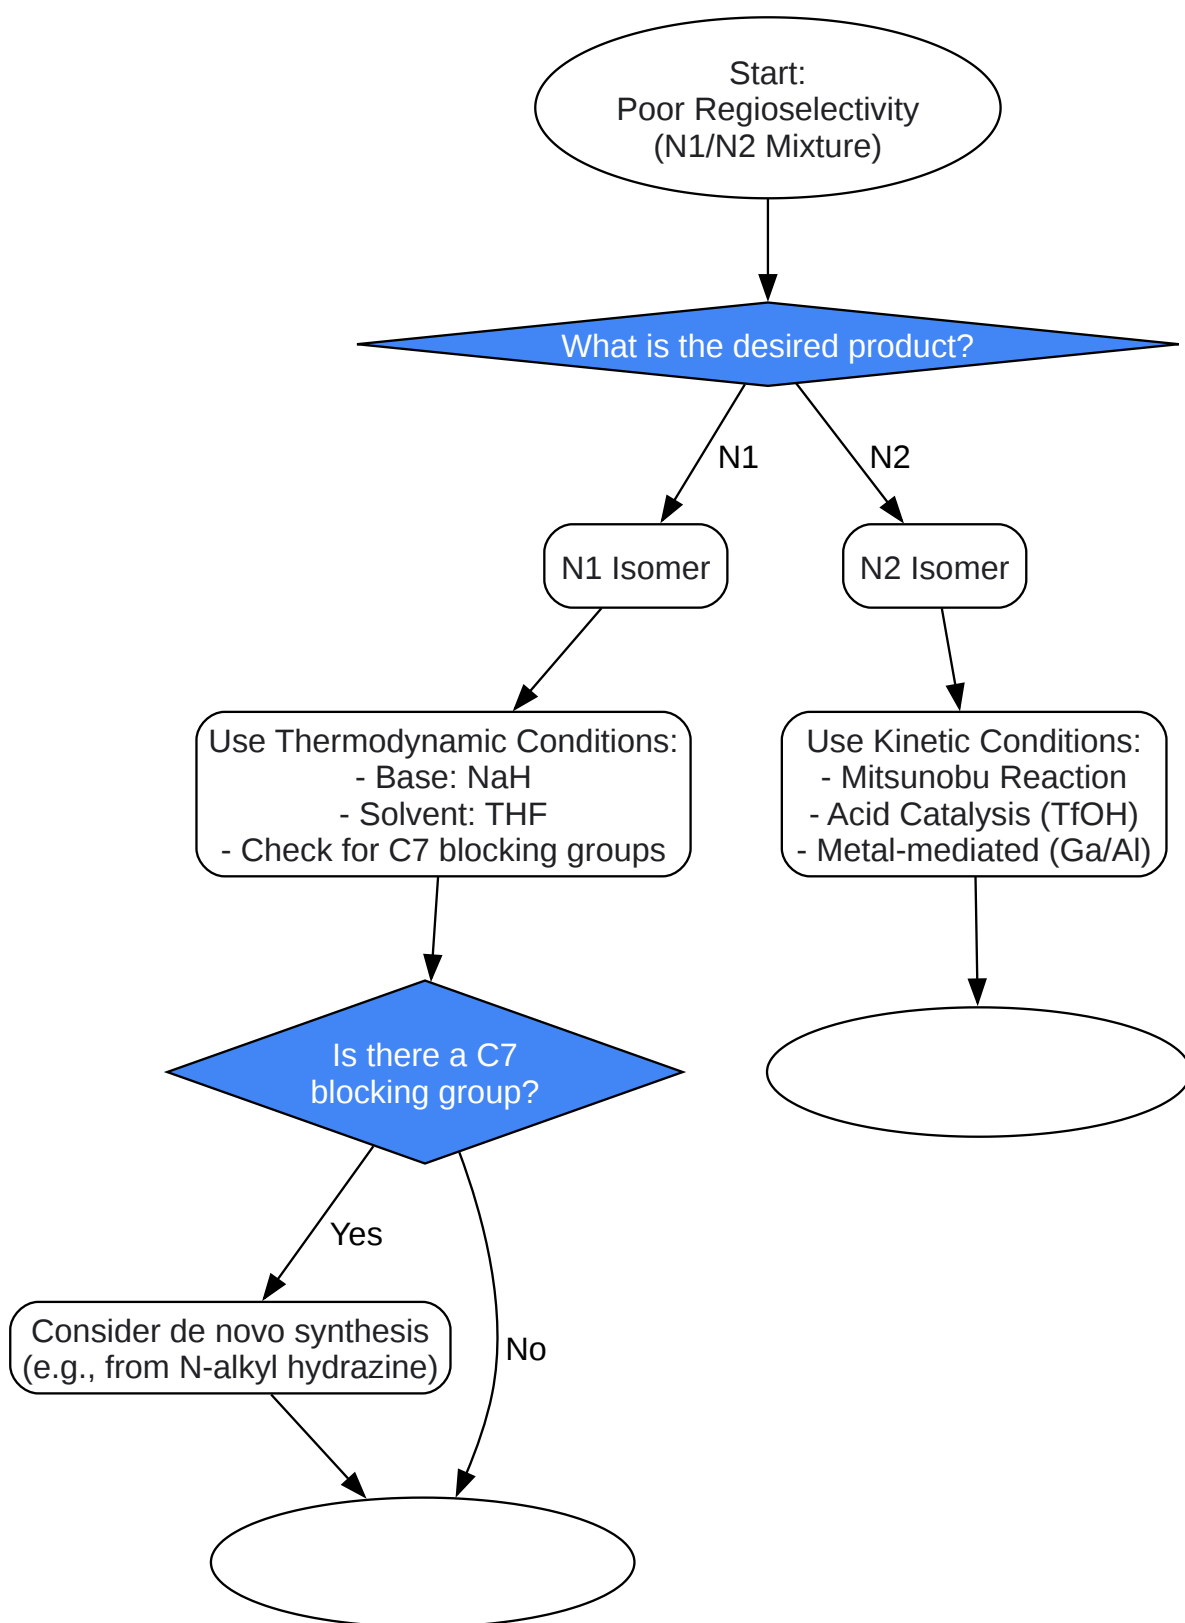 Start:
Poor Regioselectivity
(N1/N2 Mixture)
What is the desired product?
N1
N2
N1 Isomer
N2 Isomer
Use Thermodynamic Conditions:
- Base: NaH
- Solvent: THF
- Check for C7 blocking groups
Use Kinetic Conditions:
- Mitsunobu Reaction
- Acid Catalysis (TfOH)
- Metal-mediated (Ga/Al)
Is there a C7
blocking group?
Yes
No
Consider de novo synthesis
(e.g., from N-alkyl hydrazine)